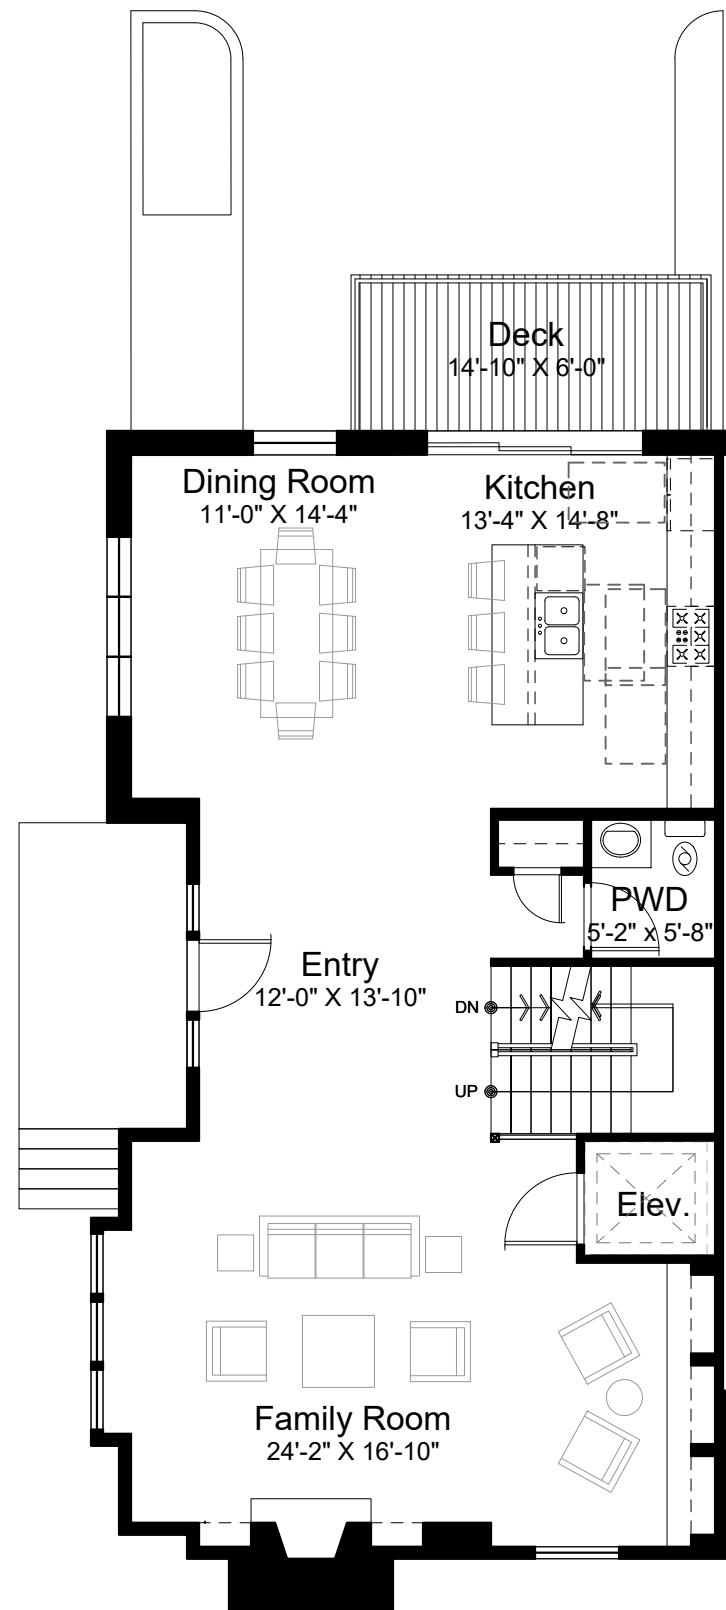 Deck
14'-10" X 6'-0"
Dining Room
11'-0" X 14'-4"
Kitchen
13'-4" X 14'-8"
PWD
5'-2" x 5'-8"
Entry
12'-0" X 13'-10"
DN
UP
Elev.
Family Room
24'-2" X 16'-10"